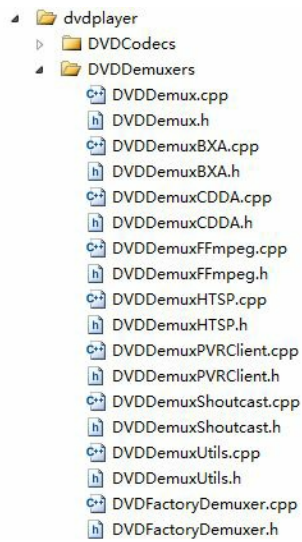 dvdplayer
DVDCodecs
DVDDemuxers
DVDDemux.cpp
DVDDemux.h
DVDDemuxBXA.cpp
DVDDemuxBXA.h
DVDDemuxCDDA.cpp
DVDDemuxCDDA.h
DVDDemuxFFmpeg.cpp
DVDDemuxFFmpeg.h
DVDDemuxHTSP.cpp
DVDDemuxHTSP.h
DVDDemuxPVRClient.cpp
DVDDemuxPVRClient.h
DVDDemuxShoutcast.cpp
DVDDemuxShoutcast.h
DVDDemuxUtils.cpp
DVDDemuxUtils.h
DVDFactoryDemuxer.cpp
DVDFactoryDemuxer.h